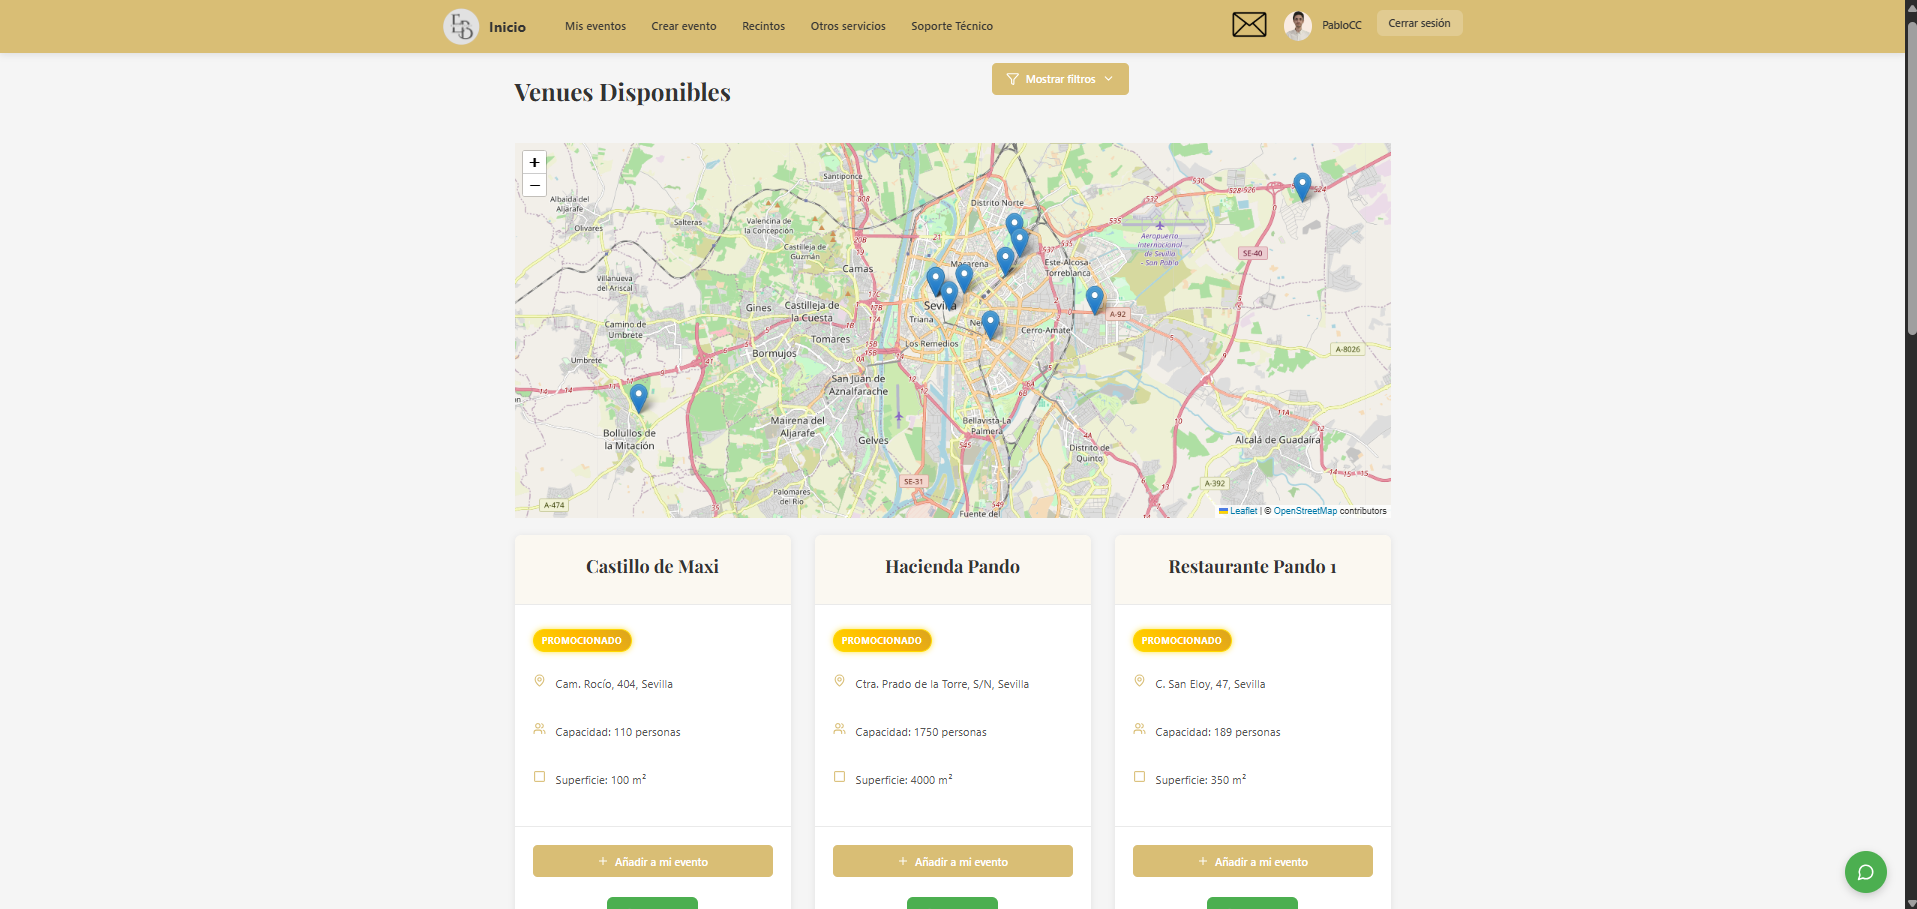 EB Inicio Mis eventos Crear evento Recintos Otros servicios Soporte Técnico PabloCC Cerrar sesión
Venues Disponibles
Mostrar filtros
+
−
Santiponce
Albaida del
Aljarafe
Olivares
Salteras
Valencina de
la Concepción
Castilleja de
Guzmán
Camas
Distrito Norte
Macarena
Este-Alcosa-
Torreblanca
Aeropuerto
Internacional
de Sevilla
- San Pablo
SE-40
Villanueva
del Ariscal
Gines
Castilleja de
la Cuesta
Camino de
Umbrete
Tomares
Bormujos
Umbrete
Triana
Los Remedios
Cerro-Amate
A-92
A-8026
San Juan de
Aznalfarache
Bollullos de
la Mitación
Mairena del
Aljarafe
Gelves
Bellavista-La
Palmera
Distrito de
Quinto
Alcalá de Guadaíra
SE-31
A-392
Palomares
del Río
A-474
Fuente del
Leaflet | © OpenStreetMap contributors
Castillo de Maxi
PROMOCIONADO
Cam. Rocío, 404, Sevilla
Capacidad: 110 personas
Superficie: 100 m²
+ Añadir a mi evento
Hacienda Pando
PROMOCIONADO
Ctra. Prado de la Torre, S/N, Sevilla
Capacidad: 1750 personas
Superficie: 4000 m²
+ Añadir a mi evento
Restaurante Pando 1
PROMOCIONADO
C. San Eloy, 47, Sevilla
Capacidad: 189 personas
Superficie: 350 m²
+ Añadir a mi evento